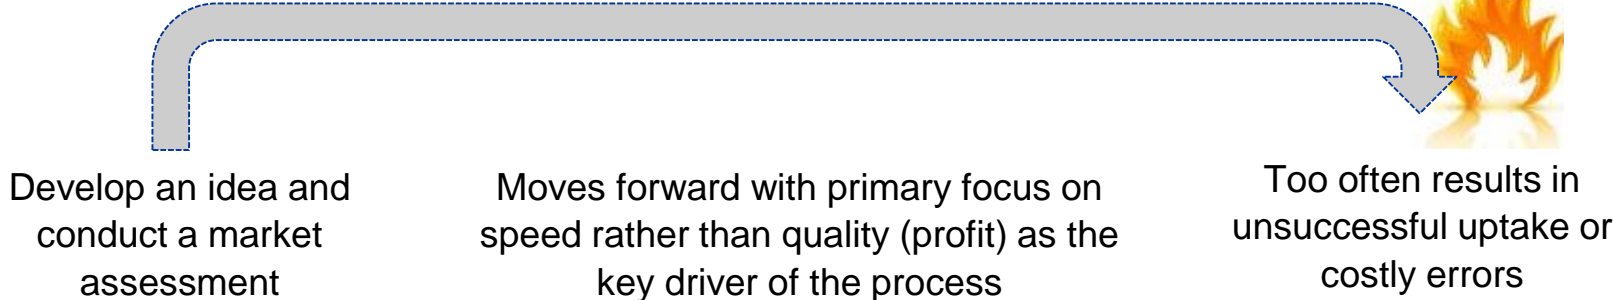 Develop an idea and
conduct a market
assessment
Moves forward with primary focus on
speed rather than quality (profit) as the
key driver of the process
Too often results in
unsuccessful uptake or
costly errors